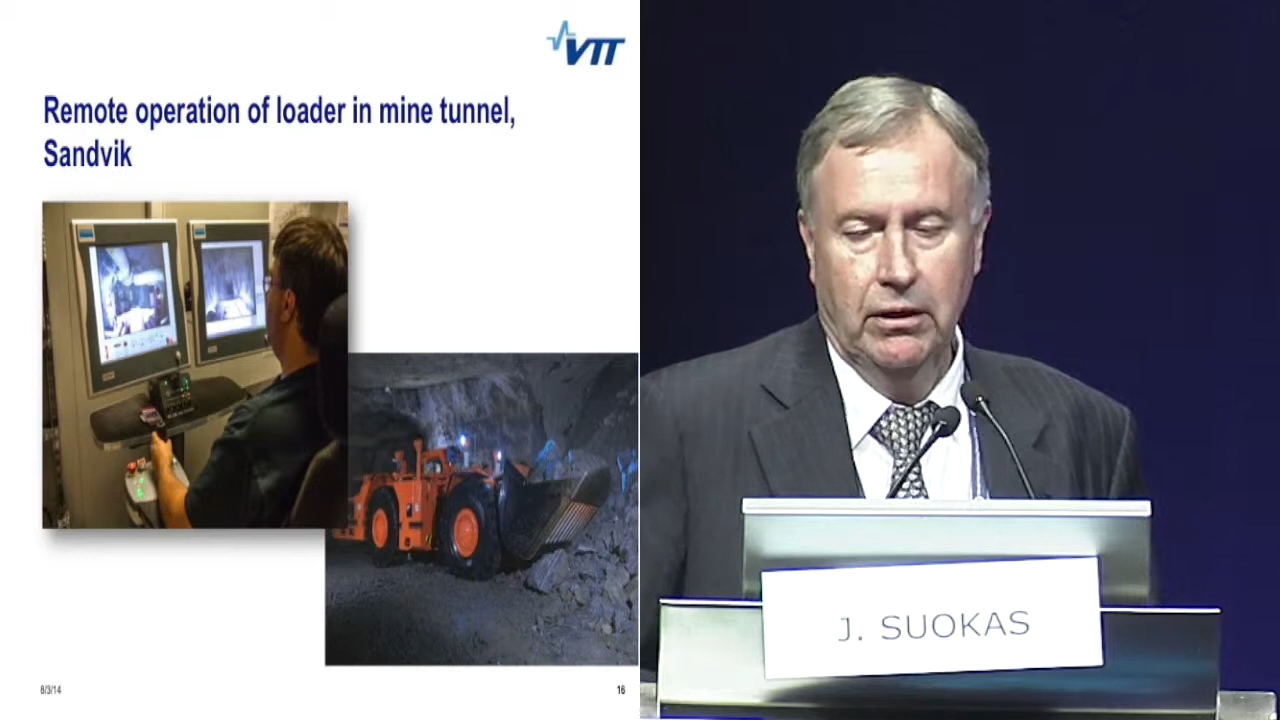 VTT
Remote operation of loader in mine tunnel,
Sandvik
8/3/14
16
J. SUOKAS